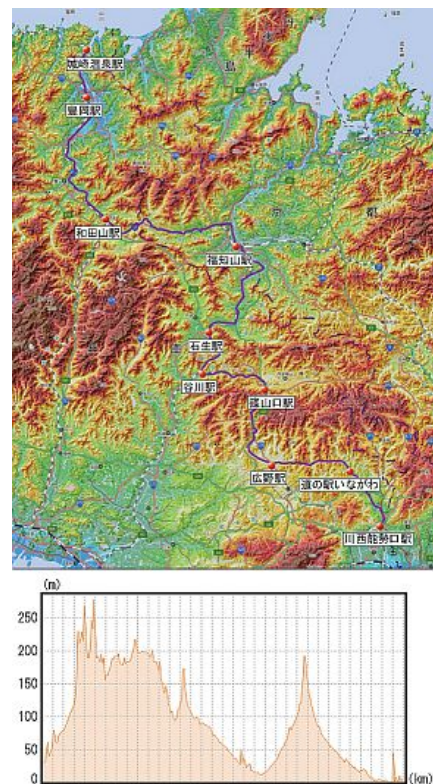 城崎温泉駅
豊岡駅
和田山駅
福知山駅
石生駅
谷川駅
篠山口駅
広野駅
道の駅いながわ
川西能勢口駅
(m)
250
200
150
100
50
0
(km)